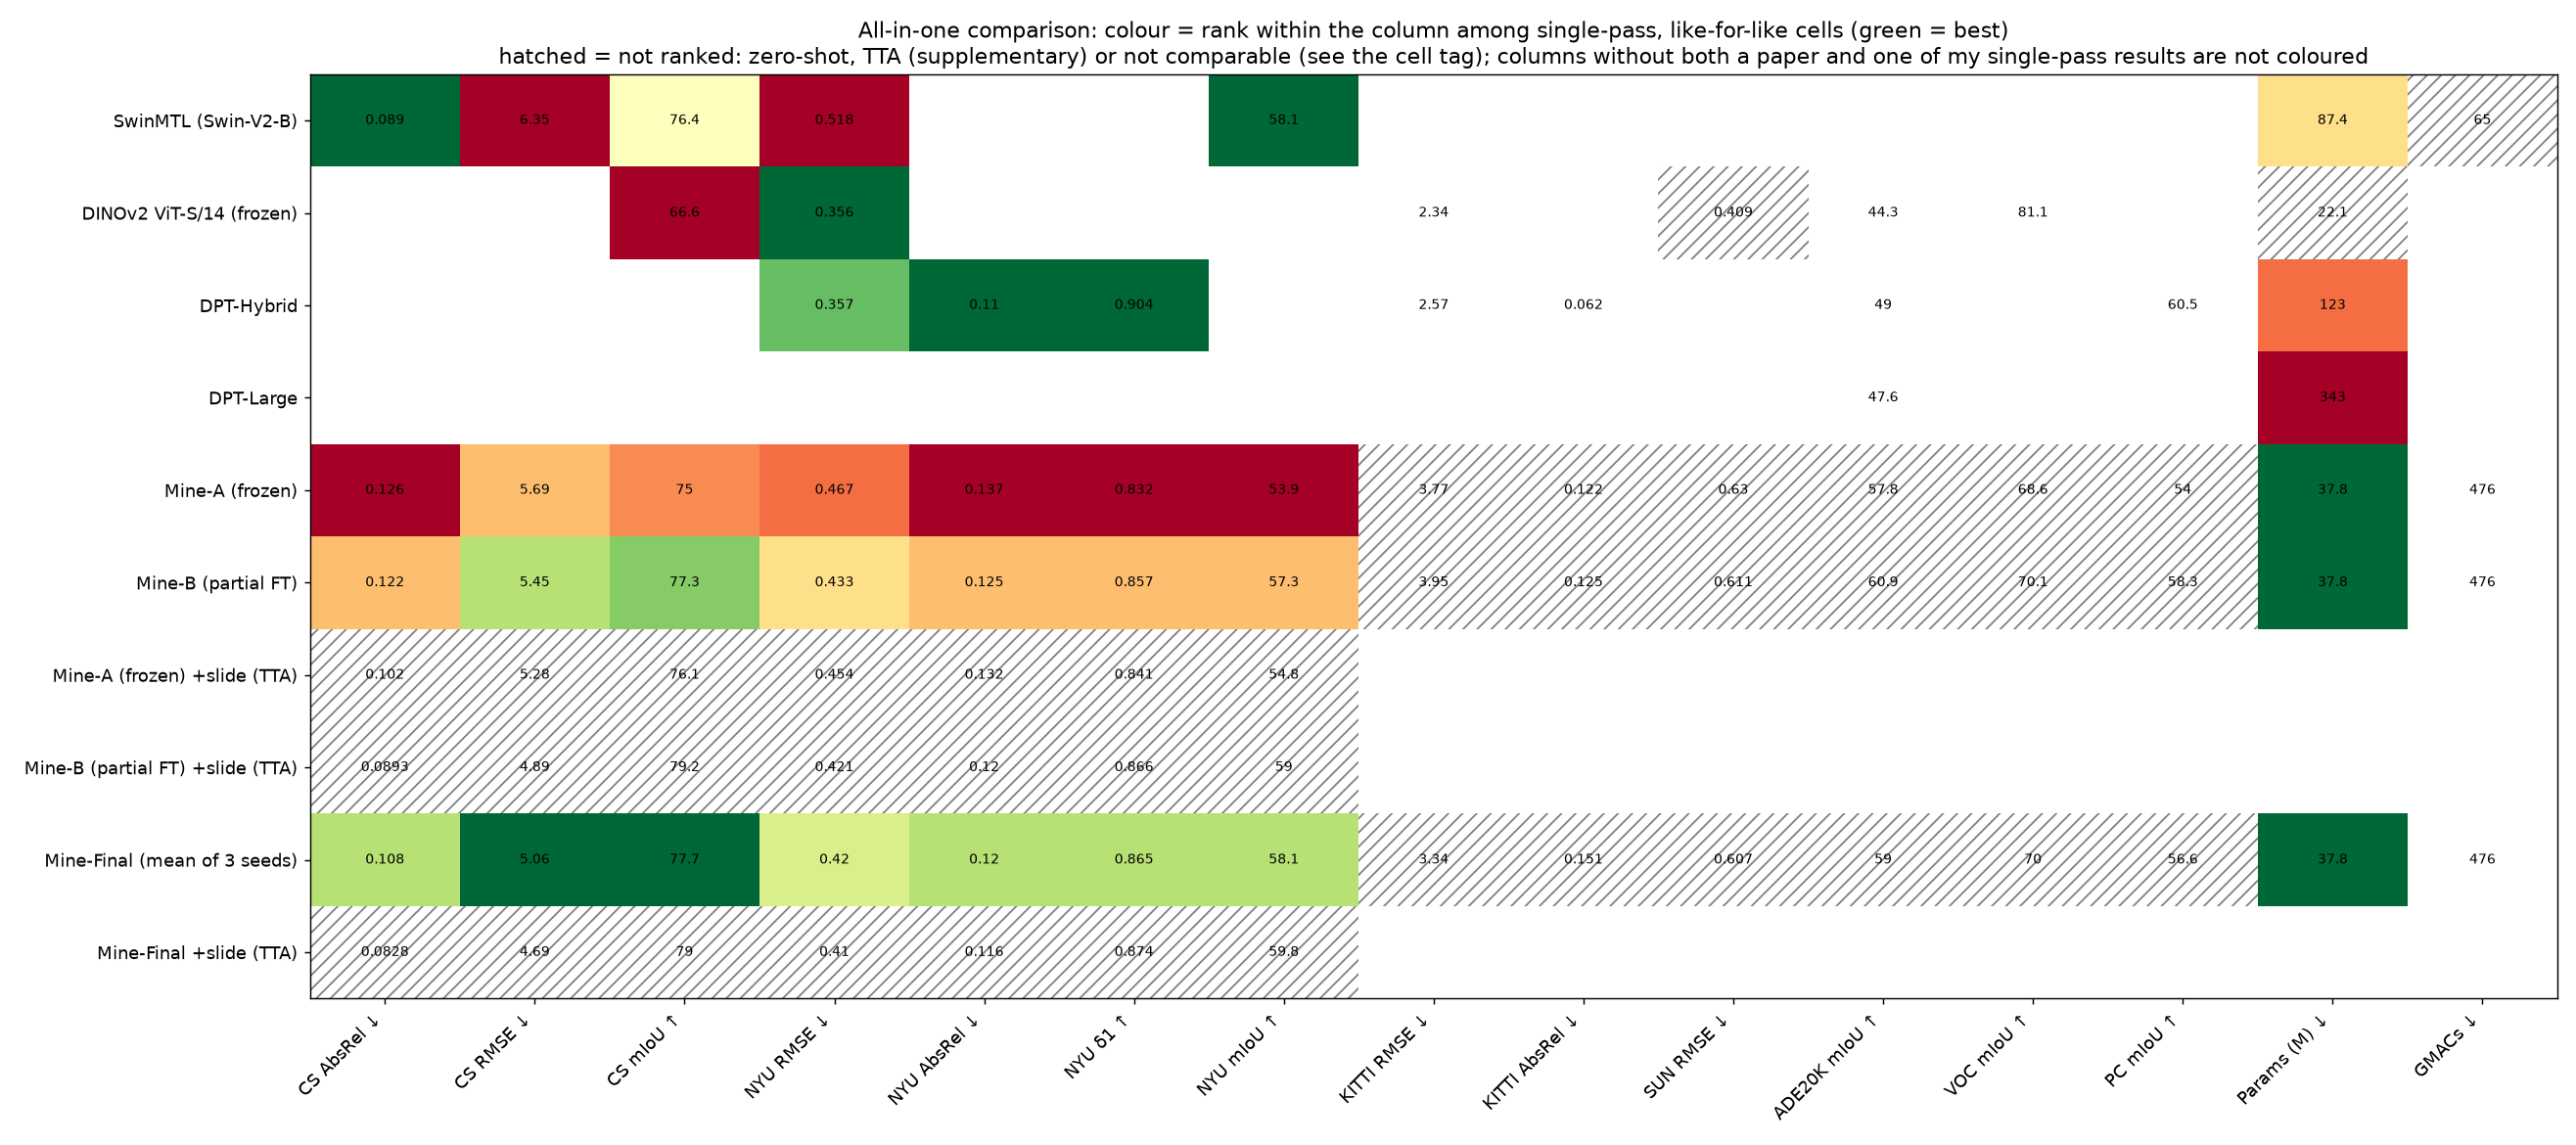 All-in-one comparison: colour = rank within the column among single-pass, like-for-like cells (green = best)
hatched = not ranked: zero-shot, TTA (supplementary) or not comparable (see the cell tag); columns without both a paper and one of my single-pass results are not coloured
SwinMTL (Swin-V2-B) 0.089 6.35 76.4 0.518 58.1 87.4 65
DINOv2 ViT-S/14 (frozen) 66.6 0.356 2.34 0.409 44.3 81.1 22.1
DPT-Hybrid 0.357 0.11 0.904 2.57 0.062 49 60.5 123
DPT-Large 47.6 343
Mine-A (frozen) 0.126 5.69 75 0.467 0.137 0.832 53.9 3.77 0.122 0.63 57.8 68.6 54 37.8 476
Mine-B (partial FT) 0.122 5.45 77.3 0.433 0.125 0.857 57.3 3.95 0.125 0.611 60.9 70.1 58.3 37.8 476
Mine-A (frozen) +slide (TTA) 0.102 5.28 76.1 0.454 0.132 0.841 54.8
Mine-B (partial FT) +slide (TTA) 0.0893 4.89 79.2 0.421 0.12 0.866 59
Mine-Final (mean of 3 seeds) 0.108 5.06 77.7 0.42 0.12 0.865 58.1 3.34 0.151 0.607 59 70 56.6 37.8 476
Mine-Final +slide (TTA) 0.0828 4.69 79 0.41 0.116 0.874 59.8
CS AbsRel ↓
CS RMSE ↓
CS mIoU ↑
NYU RMSE ↓
NYU AbsRel ↓
NYU δ1 ↑
NYU mIoU ↑
KITTI RMSE ↓
KITTI AbsRel ↓
SUN RMSE ↓
ADE20K mIoU ↑
VOC mIoU ↑
PC mIoU ↑
Params (M) ↓
GMACs ↓